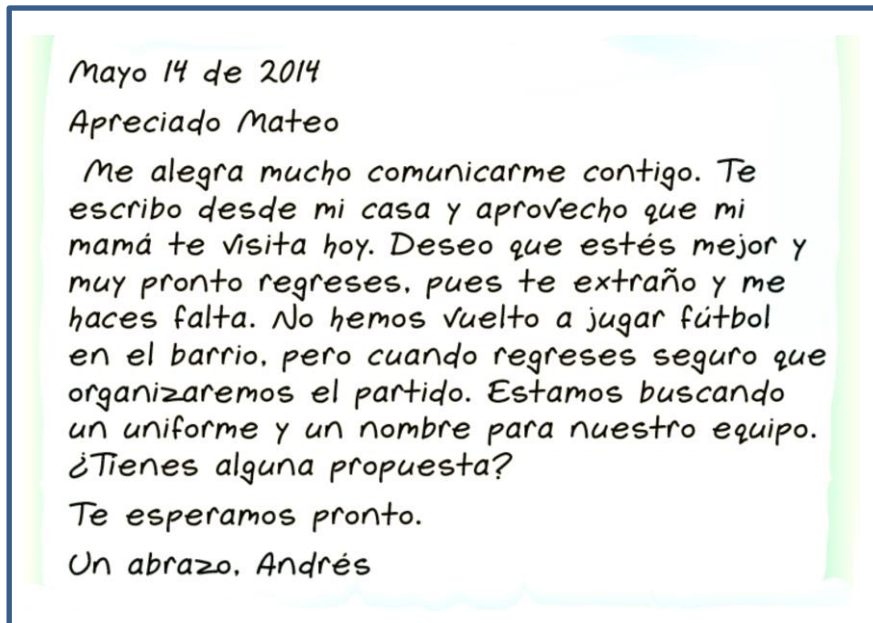 Mayo 14 de 2014
Apreciado Mateo
Me alegra mucho comunicarme contigo. Te
escribo desde mi casa y aprovecho que mi
mamá te visita hoy. Deseo que estés mejor y
muy pronto regreses, pues te extraño y me
haces falta. No hemos vuelto a jugar fútbol
en el barrio, pero cuando regreses seguro que
organizaremos el partido. Estamos buscando
un uniforme y un nombre para nuestro equipo.
¿Tienes alguna propuesta?
Te esperamos pronto.
Un abrazo, Andrés